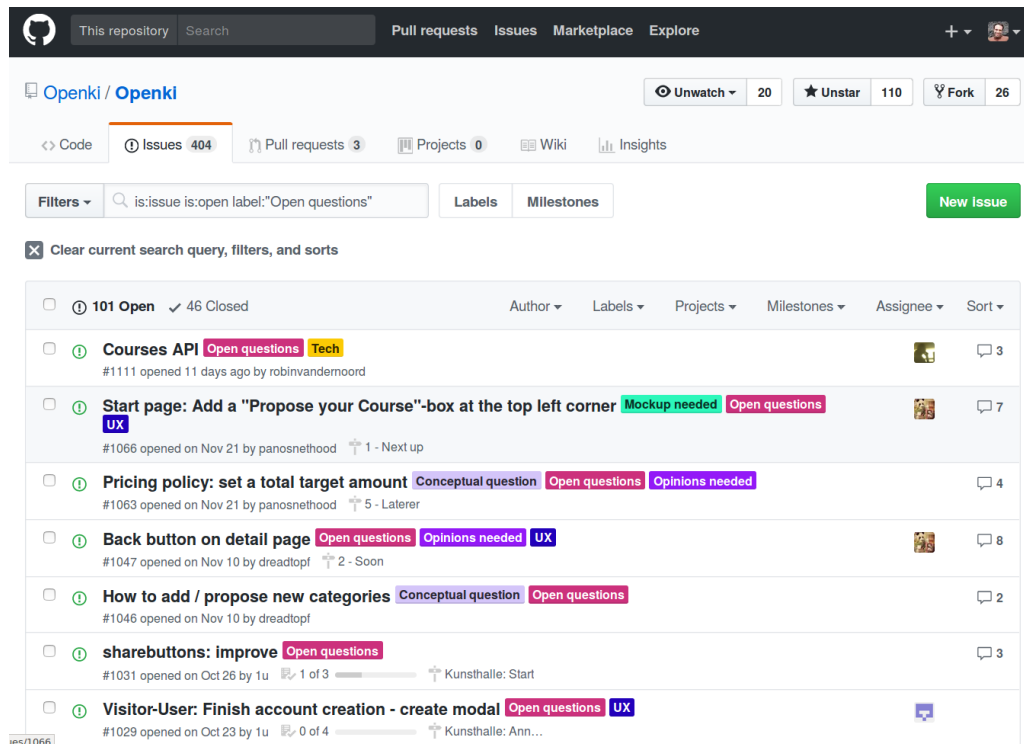 This repository Search Pull requests Issues Marketplace Explore
Openki / Openki Unwatch 20 Unstar 110 Fork 26
Code Issues 404 Pull requests 3 Projects 0 Wiki Insights
Filters is:issue is:open label:"Open questions" Labels Milestones New issue
Clear current search query, filters, and sorts
101 Open 46 Closed Author Labels Projects Milestones Assignee Sort
Courses API Open questions Tech 3
#1111 opened 11 days ago by robinvandernoord
Start page: Add a "Propose your Course"-box at the top left corner Mockup needed Open questions 7
UX
#1066 opened on Nov 21 by panosnethood 1 - Next up
Pricing policy: set a total target amount Conceptual question Open questions Opinions needed 4
#1063 opened on Nov 21 by panosnethood 5 - Laterer
Back button on detail page Open questions Opinions needed UX 8
#1047 opened on Nov 10 by dreadtopf 2 - Soon
How to add / propose new categories Conceptual question Open questions 2
#1046 opened on Nov 10 by dreadtopf
sharebuttons: improve Open questions 3
#1031 opened on Oct 26 by 1u 1 of 3 Kunsthalle: Start
Visitor-User: Finish account creation - create modal Open questions UX
#1029 opened on Oct 23 by 1u 0 of 4 Kunsthalle: Ann…
ues/1066